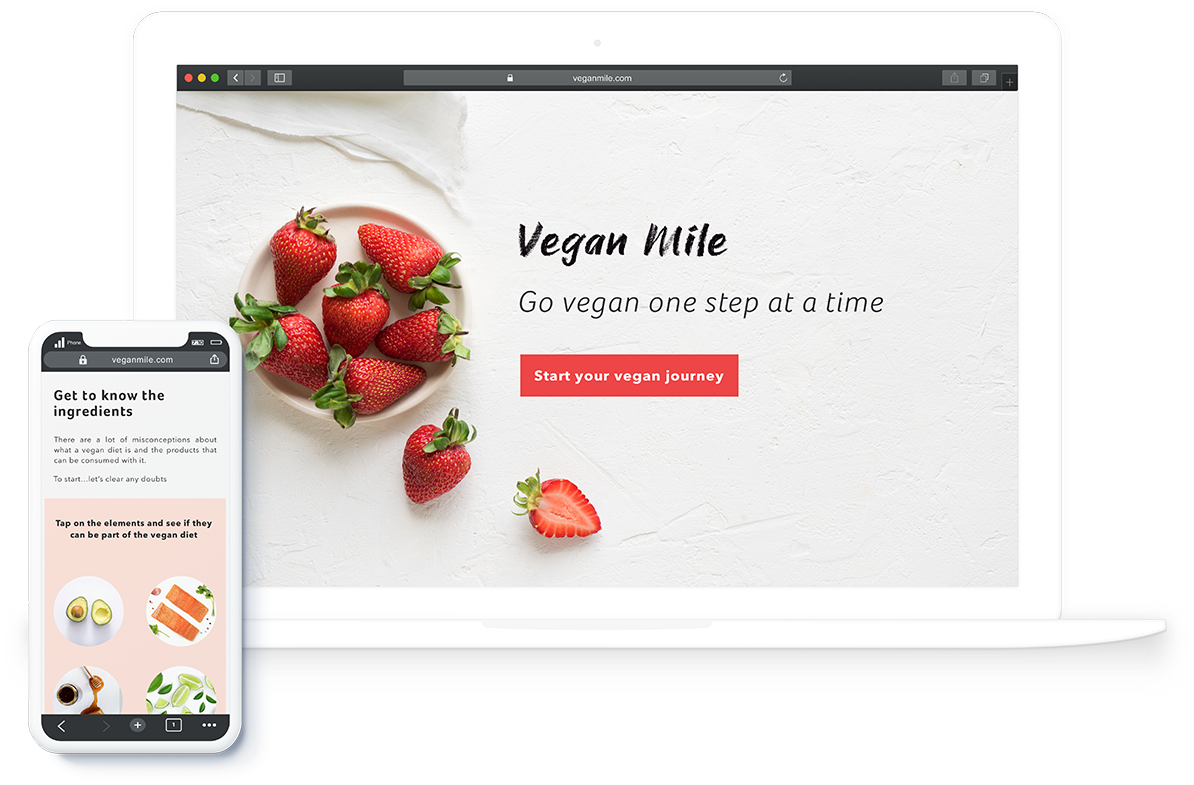 veganmile.com
Vegan Mile
Go vegan one step at a time
Start your vegan journey
Phone
veganmile.com
Get to know the
ingredients
There are a lot of misconceptions about
what a vegan diet is and the products that
can be consumed with it.
To start...let's clear any doubts
Tap on the elements and see if they
can be part of the vegan diet
1